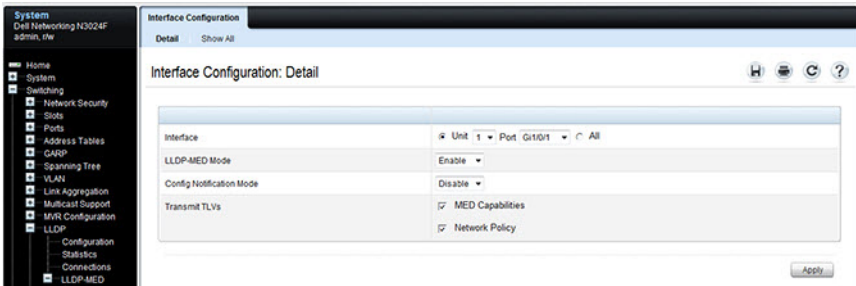 System
Dell Networking N3024F
admin, r/w
Home
System
Switching
Network Security
Slots
Ports
Address Tables
GARP
Spanning Tree
VLAN
Link Aggregation
Multicast Support
MVR Configuration
LLDP
Configuration
Statistics
Connections
LLDP-MED
Interface Configuration
Detail Show All
Interface Configuration: Detail
Interface Unit 1 Port Gi1/0/1 All
LLDP-MED Mode Enable
Config Notification Mode Disable
Transmit TLVs MED Capabilities
Network Policy
Apply